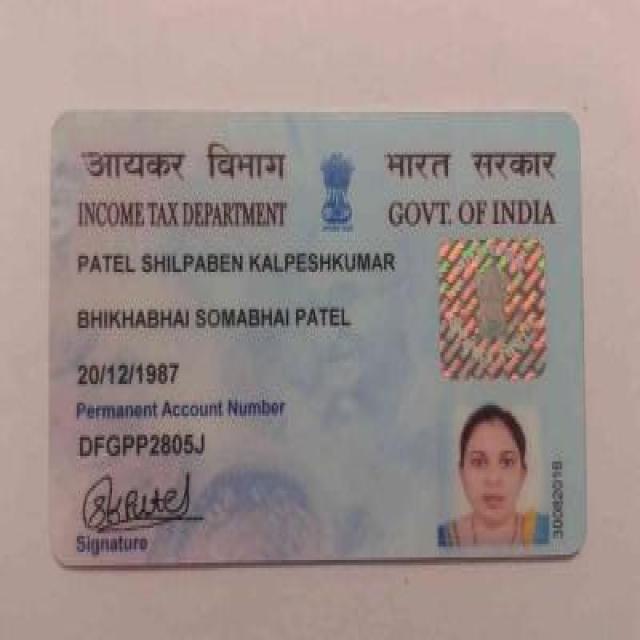 आयकर विभाग
भारत सरकार
INCOME TAX DEPARTMENT
GOVT. OF INDIA
PATEL SHILPABEN KALPESHKUMAR
BHIKHABHAI SOMABHAI PATEL
20/12/1987
Permanent Account Number
DFGPP2805J
SKPatel
Signature
30082018